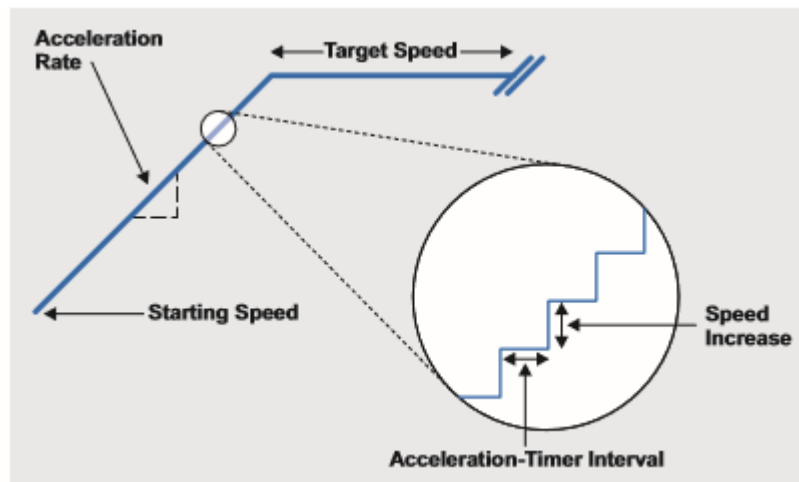 Acceleration
Rate
Target Speed
Starting Speed
Speed
Increase
Acceleration-Timer Interval